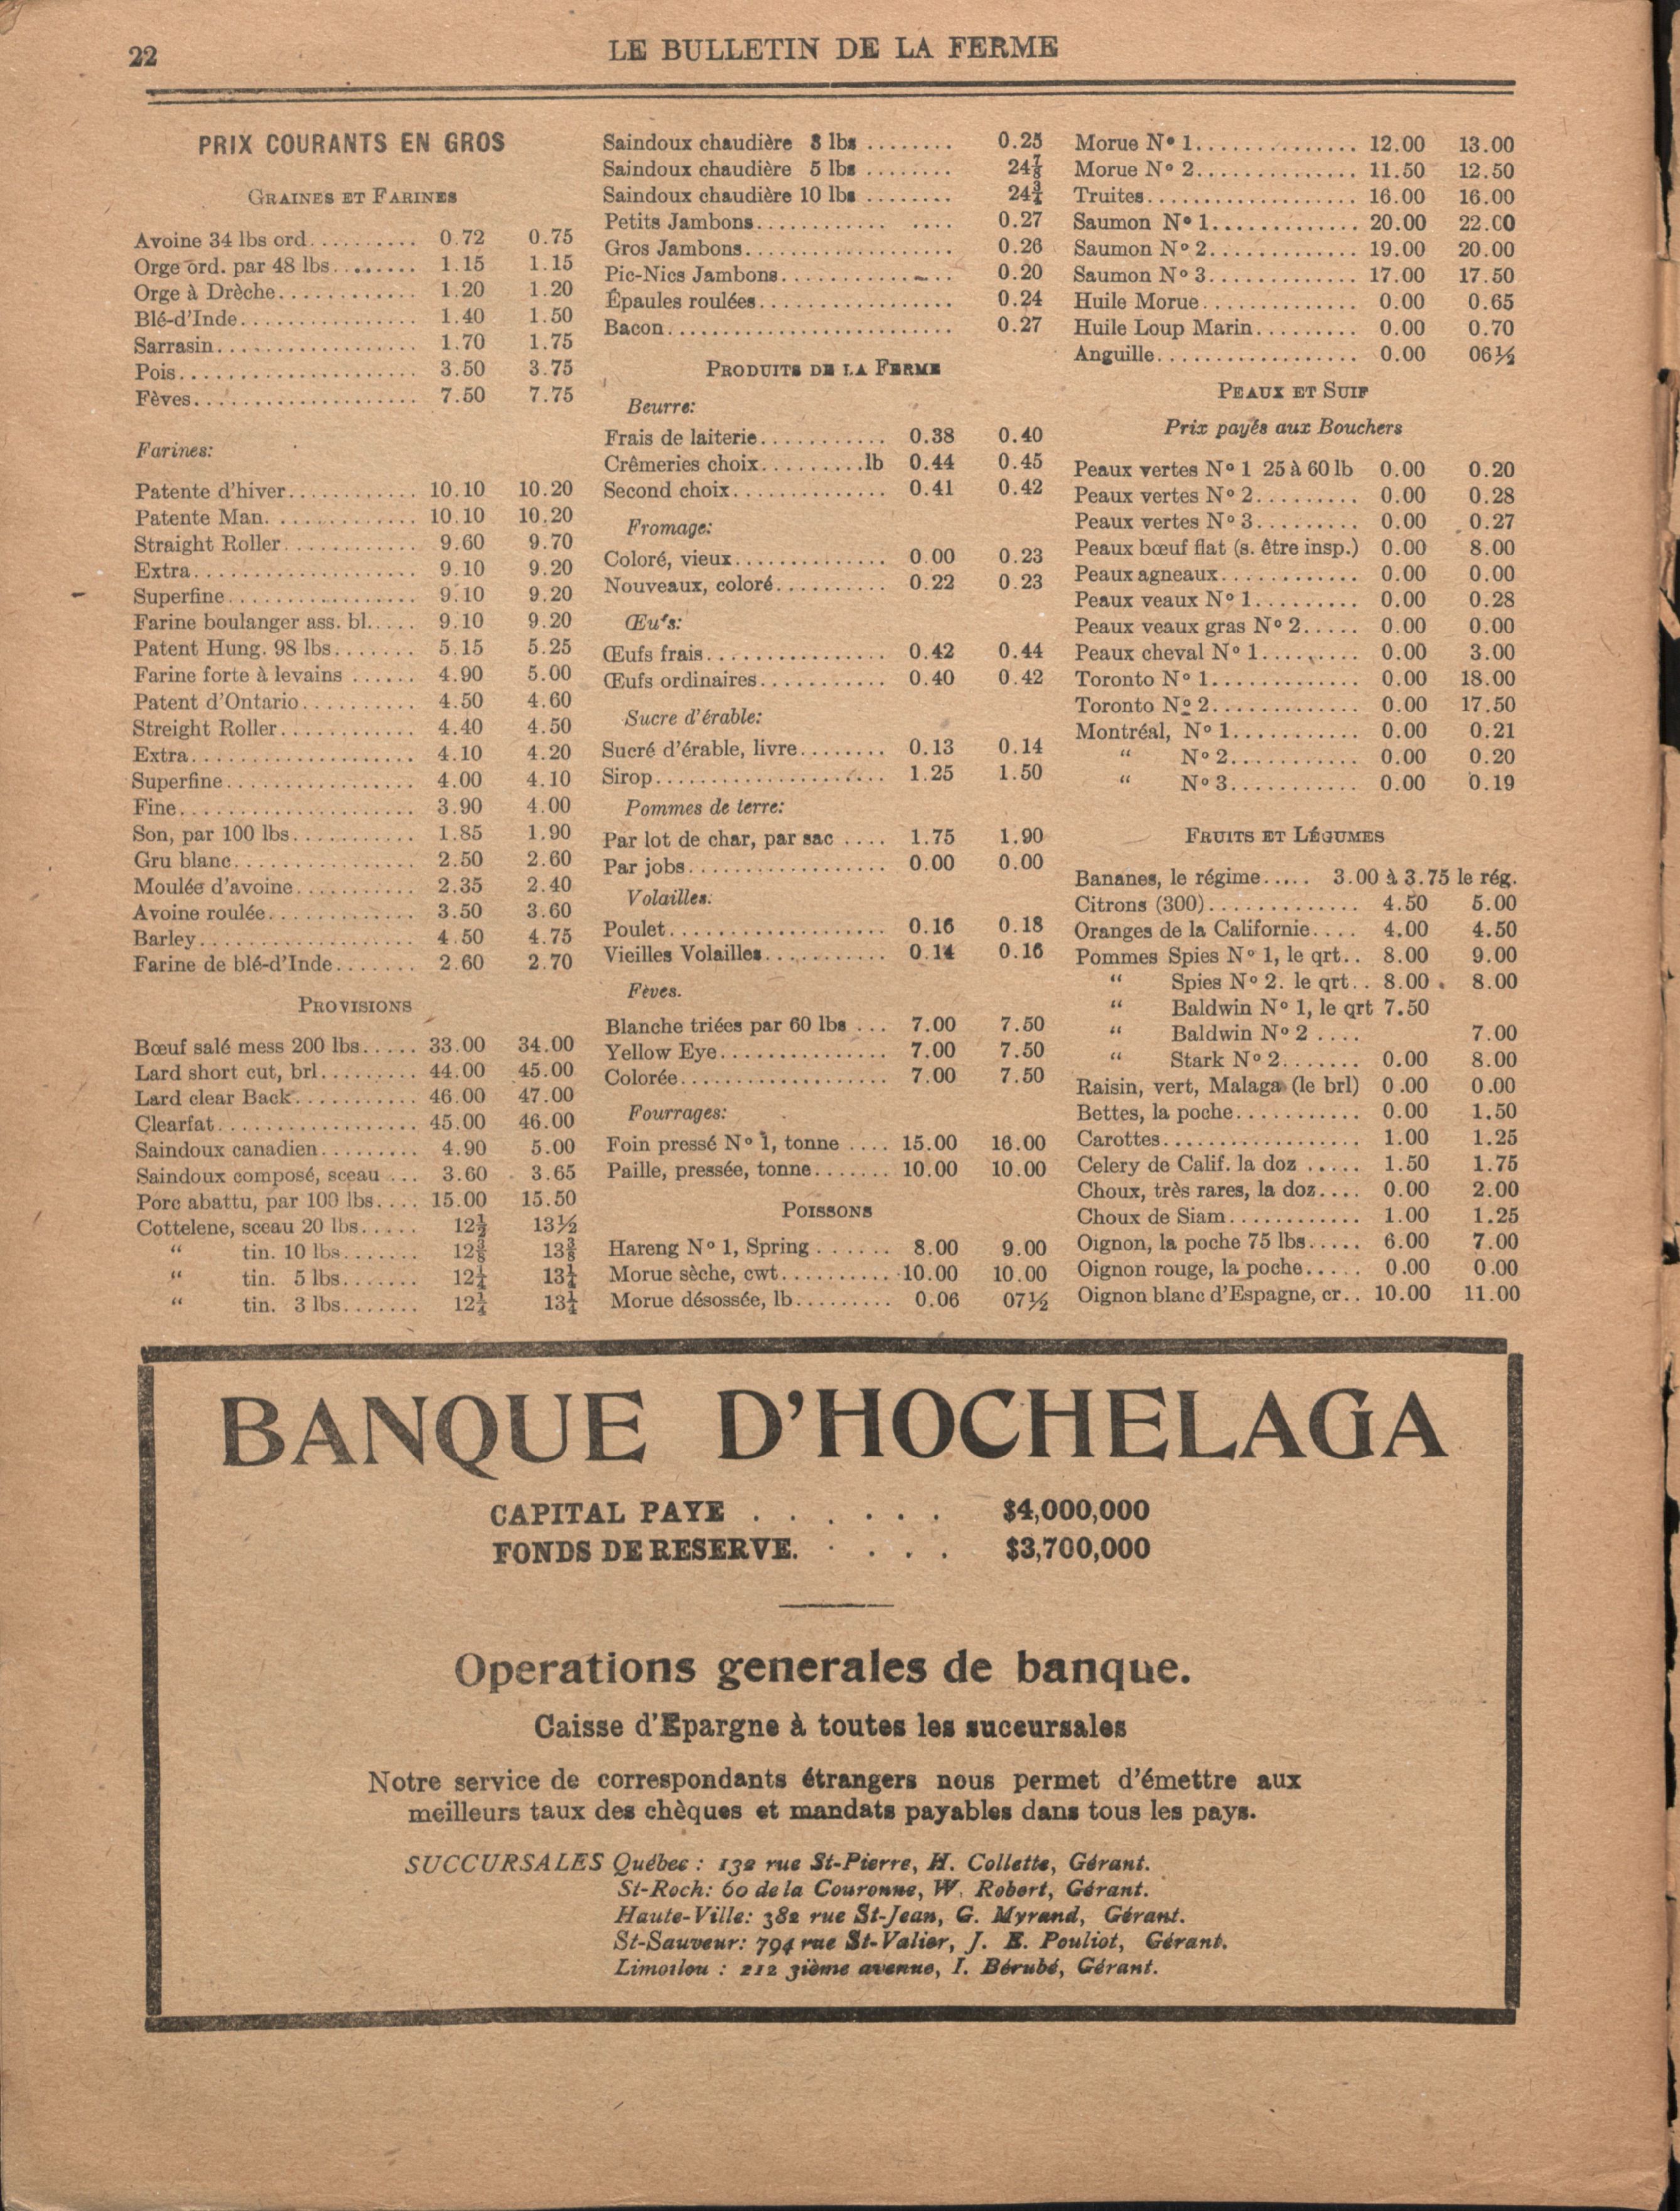 22
LE BULLETIN DE LA FERME
PRIX COURANTS EN GROS
GRAINES ET FARINES
Avoine 34 lbs ord.......... 0.72 0.75
Orge ord. par 48 lbs........ 1.15 1.15
Orge à Drèche............ 1.20 1.20
Blé-d'Inde................ 1.40 1.50
Sarrasin.................. 1.70 1.75
Pois...................... 3.50 3.75
Fèves.................... 7.50 7.75
Farines:
Patente d'hiver............ 10.10 10.20
Patente Man. ............. 10.10 10.20
Straight Roller............ 9.60 9.70
Extra.................... 9.10 9.20
Superfine................. 9.10 9.20
Farine boulanger ass. bl..... 9.10 9.20
Patent Hung. 98 lbs....... 5.15 5.25
Farine forte à levains ...... 4.90 5.00
Patent d'Ontario.......... 4.50 4.60
Streight Roller............ 4.40 4.50
Extra..................... 4.10 4.20
Superfine................. 4.00 4.10
Fine...................... 3.90 4.00
Son, par 100 lbs........... 1.85 1.90
Gru blanc................ 2.50 2.60
Moulée d'avoine........... 2.35 2.40
Avoine roulée............. 3.50 3.60
Barley.................... 4.50 4.75
Farine de blé-d'Inde....... 2.60 2.70
PROVISIONS
Bœuf salé mess 200 lbs..... 33.00 34.00
Lard short cut, brl......... 44.00 45.00
Lard clear Back........... 46.00 47.00
Clearfat.................. 45.00 46.00
Saindoux canadien......... 4.90 5.00
Saindoux composé, sceau ... 3.60 3.65
Porc abattu, par 100 lbs.... 15.00 15.50
Cottelene, sceau 20 lbs..... 12½ 13½
“ tin. 10 lbs....... 12⅜ 13⅜
“ tin. 5 lbs....... 12¼ 13¼
“ tin. 3 lbs....... 12¼ 13¼
Saindoux chaudière 3 lbs ........ 0.25
Saindoux chaudière 5 lbs ........ 24⅞
Saindoux chaudière 10 lbs ........ 24¾
Petits Jambons............ .... 0.27
Gros Jambons................... 0.26
Pic-Nics Jambons............... 0.20
Épaules roulées.................. 0.24
Bacon........................... 0.27
PRODUITS DE LA FERME
Beurre:
Frais de laiterie............ 0.38 0.40
Crêmeries choix.........lb 0.44 0.45
Second choix.............. 0.41 0.42
Fromage:
Coloré, vieux.............. 0.00 0.23
Nouveaux, coloré.......... 0.22 0.23
Œufs:
Œufs frais................ 0.42 0.44
Œufs ordinaires........... 0.40 0.42
Sucre d'érable:
Sucré d'érable, livre........ 0.13 0.14
Sirop..................... 1.25 1.50
Pommes de terre:
Par lot de char, par sac .... 1.75 1.90
Par jobs.................. 0.00 0.00
Volailles:
Poulet................... 0.16 0.18
Vieilles Volailles........... 0.14 0.16
Fèves.
Blanche triées par 60 lbs ... 7.00 7.50
Yellow Eye............... 7.00 7.50
Colorée................... 7.00 7.50
Fourrages:
Foin pressé Nº 1, tonne .... 15.00 16.00
Paille, pressée, tonne....... 10.00 10.00
POISSONS
Hareng Nº 1, Spring ...... 8.00 9.00
Morue sèche, cwt.......... 10.00 10.00
Morue désossée, lb......... 0.06 07½
Morue Nº 1.............. 12.00 13.00
Morue Nº 2.............. 11.50 12.50
Truites................... 16.00 16.00
Saumon Nº 1............. 20.00 22.00
Saumon Nº 2............. 19.00 20.00
Saumon Nº 3............. 17.00 17.50
Huile Morue.............. 0.00 0.65
Huile Loup Marin......... 0.00 0.70
Anguille.................. 0.00 06½
PEAUX ET SUIF
Prix payés aux Bouchers
Peaux vertes Nº 1 25 à 60 lb 0.00 0.20
Peaux vertes Nº 2......... 0.00 0.28
Peaux vertes Nº 3......... 0.00 0.27
Peaux bœuf flat (s. être insp.) 0.00 8.00
Peaux agneaux............ 0.00 0.00
Peaux veaux Nº 1......... 0.00 0.28
Peaux veaux gras Nº 2..... 0.00 0.00
Peaux cheval Nº 1......... 0.00 3.00
Toronto Nº 1............. 0.00 18.00
Toronto Nº 2............. 0.00 17.50
Montréal, Nº 1........... 0.00 0.21
“ Nº 2........... 0.00 0.20
“ Nº 3........... 0.00 0.19
FRUITS ET LÉGUMES
Bananes, le régime..... 3.00 à 3.75 le rég.
Citrons (300)............. 4.50 5.00
Oranges de la Californie.... 4.00 4.50
Pommes Spies Nº 1, le qrt.. 8.00 9.00
“ Spies Nº 2. le qrt.. 8.00 8.00
“ Baldwin Nº 1, le qrt 7.50
“ Baldwin Nº 2 .... 7.00
“ Stark Nº 2....... 0.00 8.00
Raisin, vert, Malaga (le brl) 0.00 0.00
Bettes, la poche........... 0.00 1.50
Carottes................. 1.00 1.25
Celery de Calif. la doz ..... 1.50 1.75
Choux, très rares, la doz.... 0.00 2.00
Choux de Siam............ 1.00 1.25
Oignon, la poche 75 lbs..... 6.00 7.00
Oignon rouge, la poche..... 0.00 0.00
Oignon blanc d'Espagne, cr.. 10.00 11.00
BANQUE D'HOCHELAGA
CAPITAL PAYE . . . . . . $4,000,000
FONDS DE RESERVE. . . . . $3,700,000
Operations generales de banque.
Caisse d'Epargne à toutes les suceursales
Notre service de correspondants étrangers nous permet d'émettre aux
meilleurs taux des chèques et mandats payables dans tous les pays.
SUCCURSALES Québec : 132 rue St-Pierre, H. Collette, Gérant.
St-Roch: 60 de la Couronne, W. Robert, Gérant.
Haute-Ville: 382 rue St-Jean, G. Myrand, Gérant.
St-Sauveur: 794 rue St-Valier, J. E. Pouliot, Gérant.
Limoilou : 212 3ième avenue, I. Bérubé, Gérant.